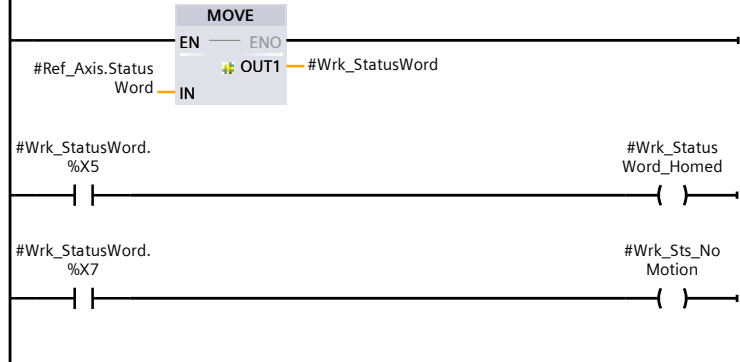 MOVE
EN
ENO
#Ref_Axis.Status
Word
OUT1
#Wrk_StatusWord
IN
#Wrk_StatusWord.
%X5
#Wrk_Status
Word_Homed
#Wrk_StatusWord.
%X7
#Wrk_Sts_No
Motion